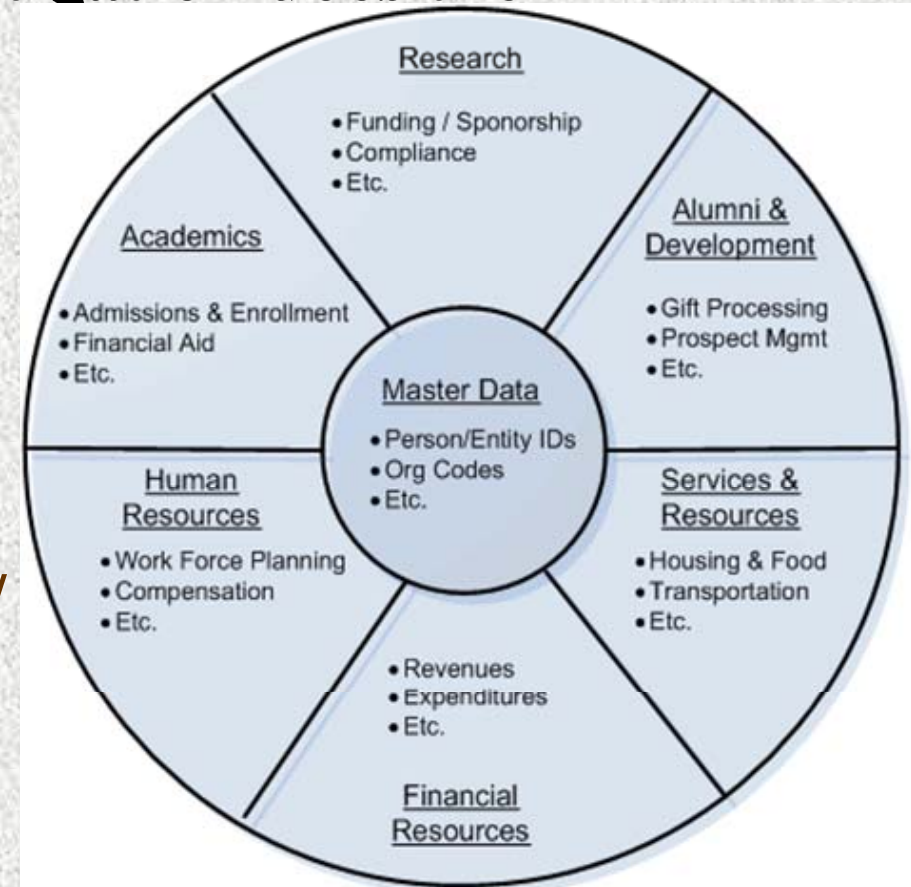 Research
• Funding / Sponorship
• Compliance
• Etc.
Alumni &
Development
• Gift Processing
• Prospect Mgmt
• Etc.
Academics
• Admissions & Enrollment
• Financial Aid
• Etc.
Master Data
• Person/Entity IDs
• Org Codes
• Etc.
Human
Resources
• Work Force Planning
• Compensation
• Etc.
Services &
Resources
• Housing & Food
• Transportation
• Etc.
• Revenues
• Expenditures
• Etc.
Financial
Resources